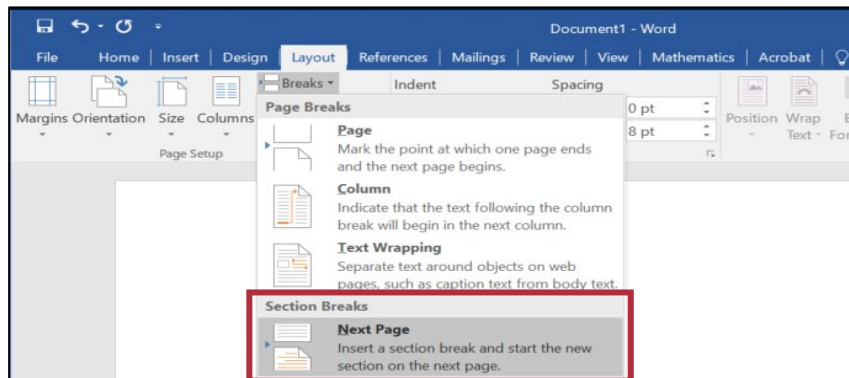 Document1 - Word
File Home Insert Design Layout References Mailings Review View Mathematics Acrobat
Breaks Indent Spacing
Margins Orientation Size Columns
Page Setup
0 pt
8 pt
Position Wrap Text
Page Breaks
Page
Mark the point at which one page ends
and the next page begins.
Column
Indicate that the text following the column
break will begin in the next column.
Text Wrapping
Separate text around objects on web
pages, such as caption text from body text.
Section Breaks
Next Page
Insert a section break and start the new
section on the next page.